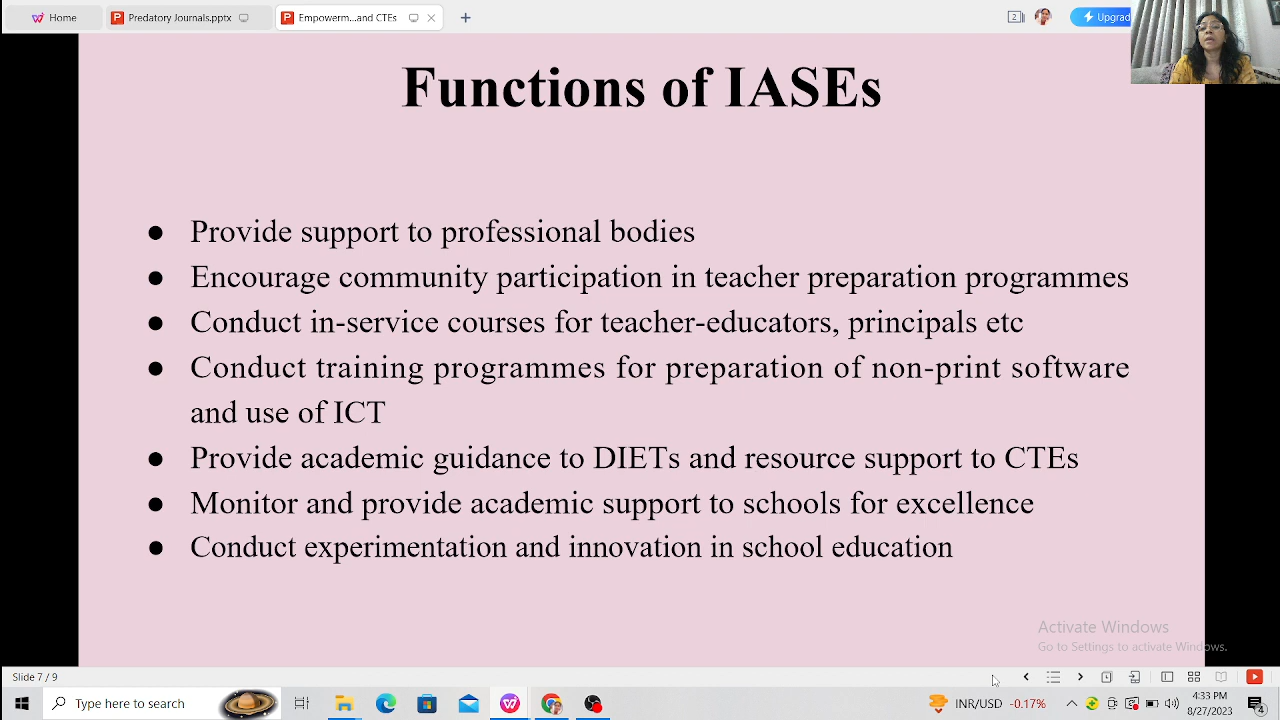 Home
Predatory Journals.pptx
Empowerm...and CTEs
2
Upgrad
Functions of IASEs
● Provide support to professional bodies
● Encourage community participation in teacher preparation programmes
● Conduct in-service courses for teacher-educators, principals etc
● Conduct training programmes for preparation of non-print software
and use of ICT
● Provide academic guidance to DIETs and resource support to CTEs
● Monitor and provide academic support to schools for excellence
● Conduct experimentation and innovation in school education
Activate Windows
Go to Settings to activate Windows.
Slide 7 / 9
Type here to search
INR/USD -0.17%
4:33 PM
8/27/2023
4